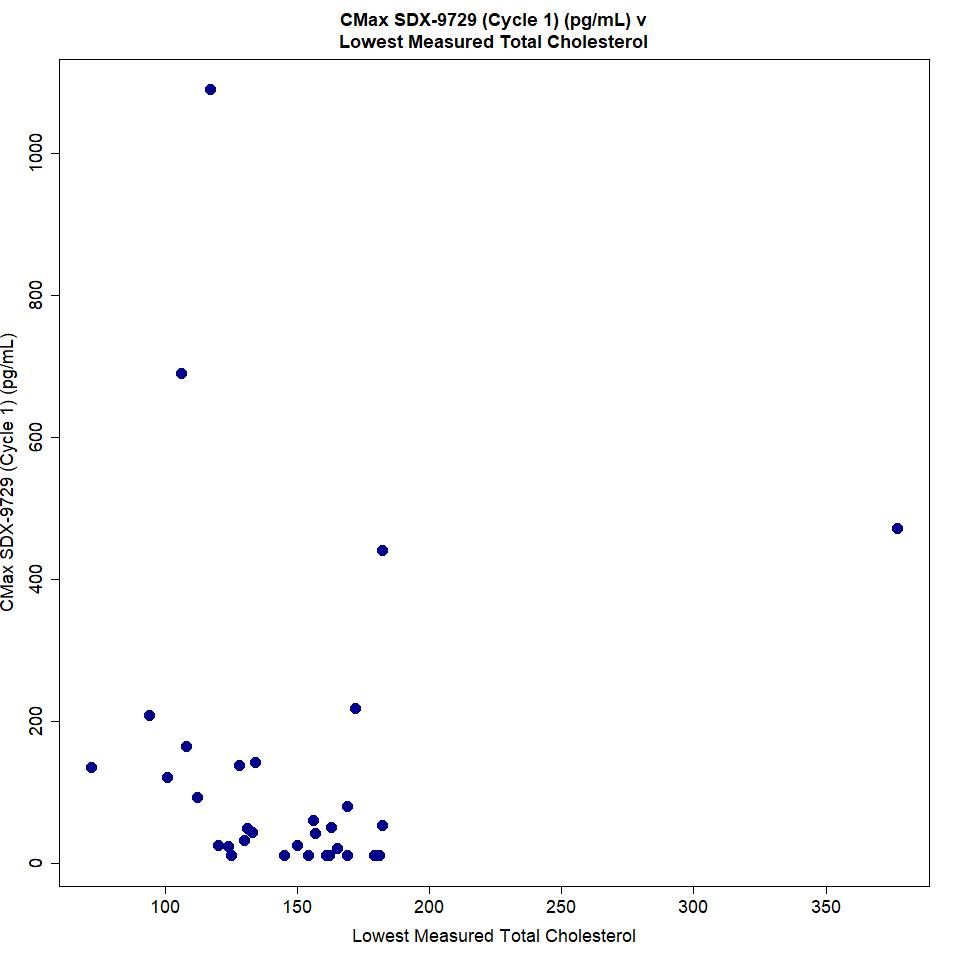 CMax SDX-9729 (Cycle 1) (pg/mL) v
Lowest Measured Total Cholesterol
CMax SDX-9729 (Cycle 1) (pg/mL)
1000
800
600
400
200
0
100 150 200 250 300 350
Lowest Measured Total Cholesterol